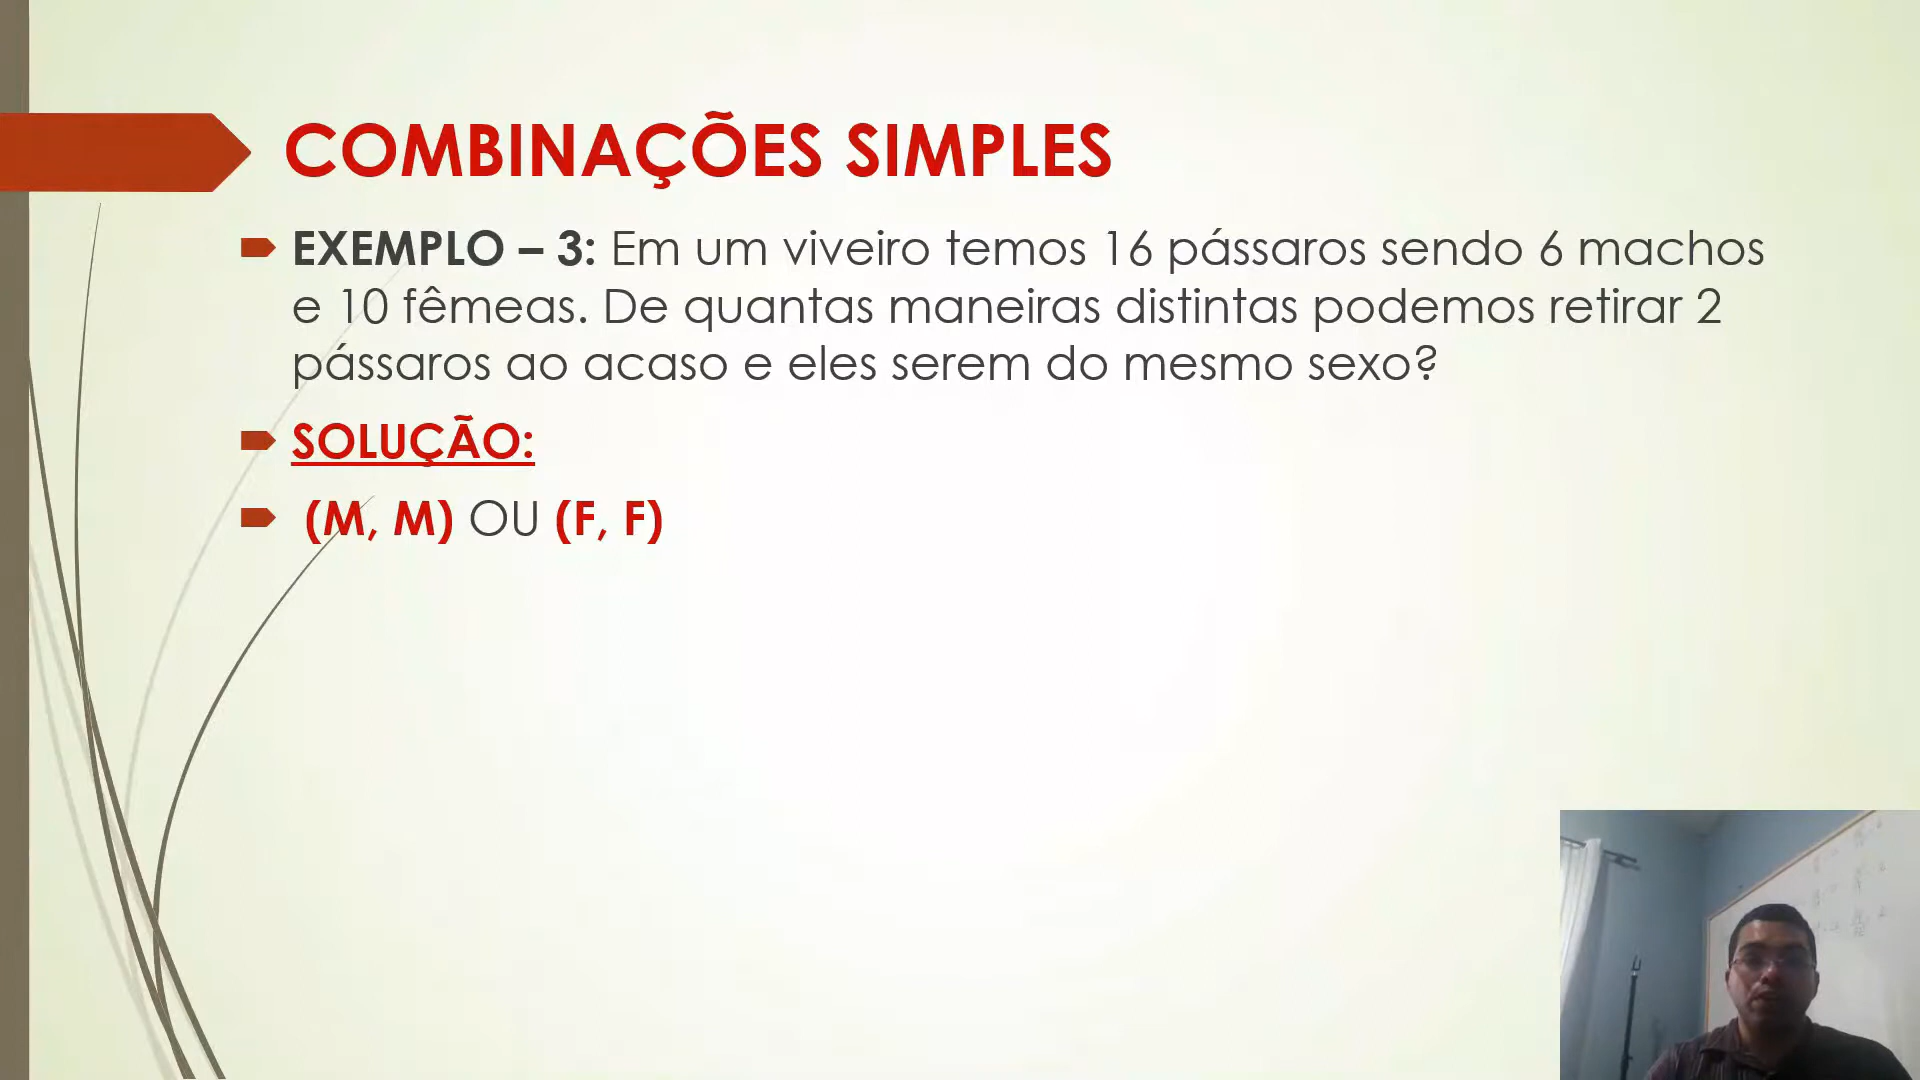 COMBINAÇÕES SIMPLES
EXEMPLO – 3: Em um viveiro temos 16 pássaros sendo 6 machos
e 10 fêmeas. De quantas maneiras distintas podemos retirar 2
pássaros ao acaso e eles serem do mesmo sexo?
SOLUÇÃO:
(M, M) OU (F, F)